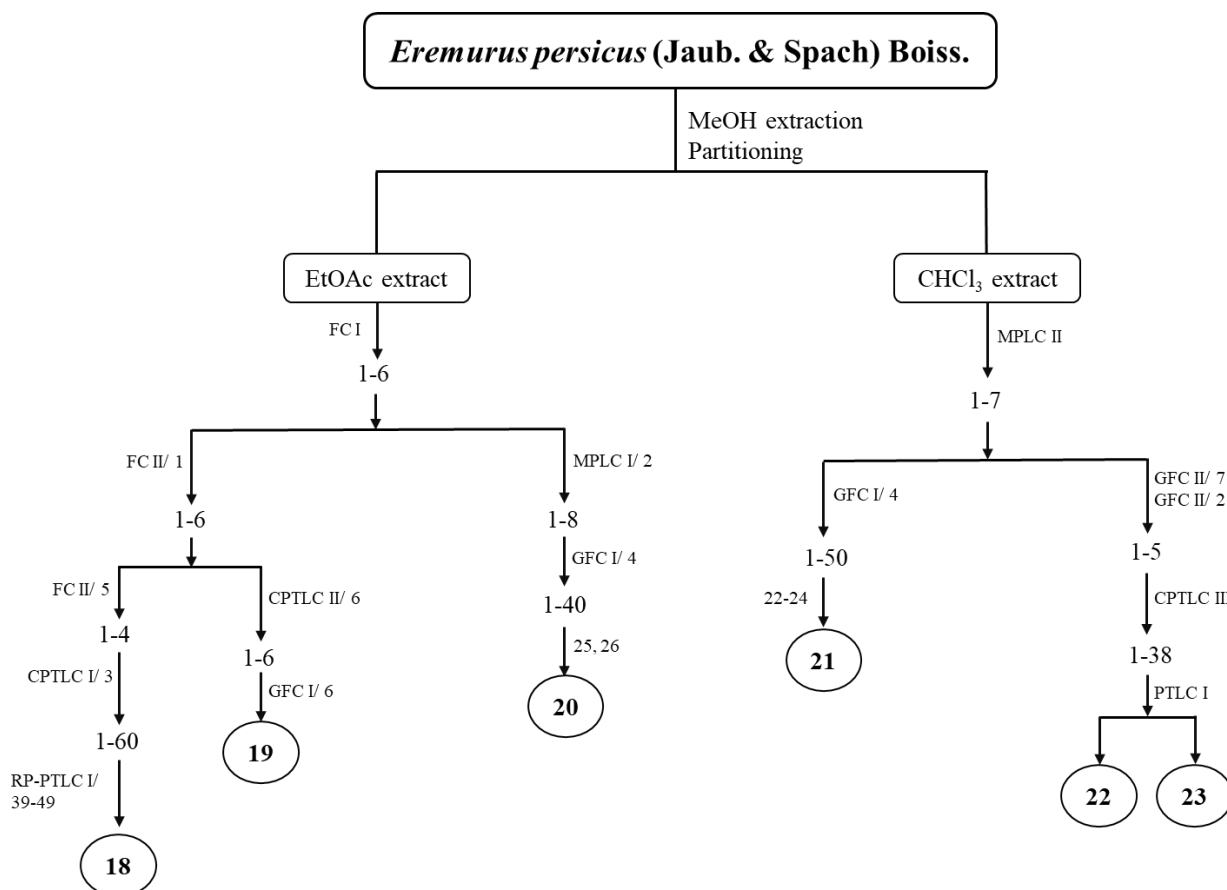 Eremurus persicus (Jaub. & Spach) Boiss.
MeOH extraction
Partitioning
EtOAc extract
CHCl₃ extract
FC I
MPLC II
1-6
1-7
FC II/ 1
MPLC I/ 2
GFC I/ 4
GFC II/ 7
GFC II/ 2
1-6
1-8
1-50
1-5
FC II/ 5
CPTLC II/ 6
GFC I/ 4
22-24
CPTLC III
1-4
1-6
1-40
21
1-38
CPTLC I/ 3
GFC I/ 6
25, 26
PTLC I
1-60
19
20
RP-PTLC I/
39-49
22
23
18